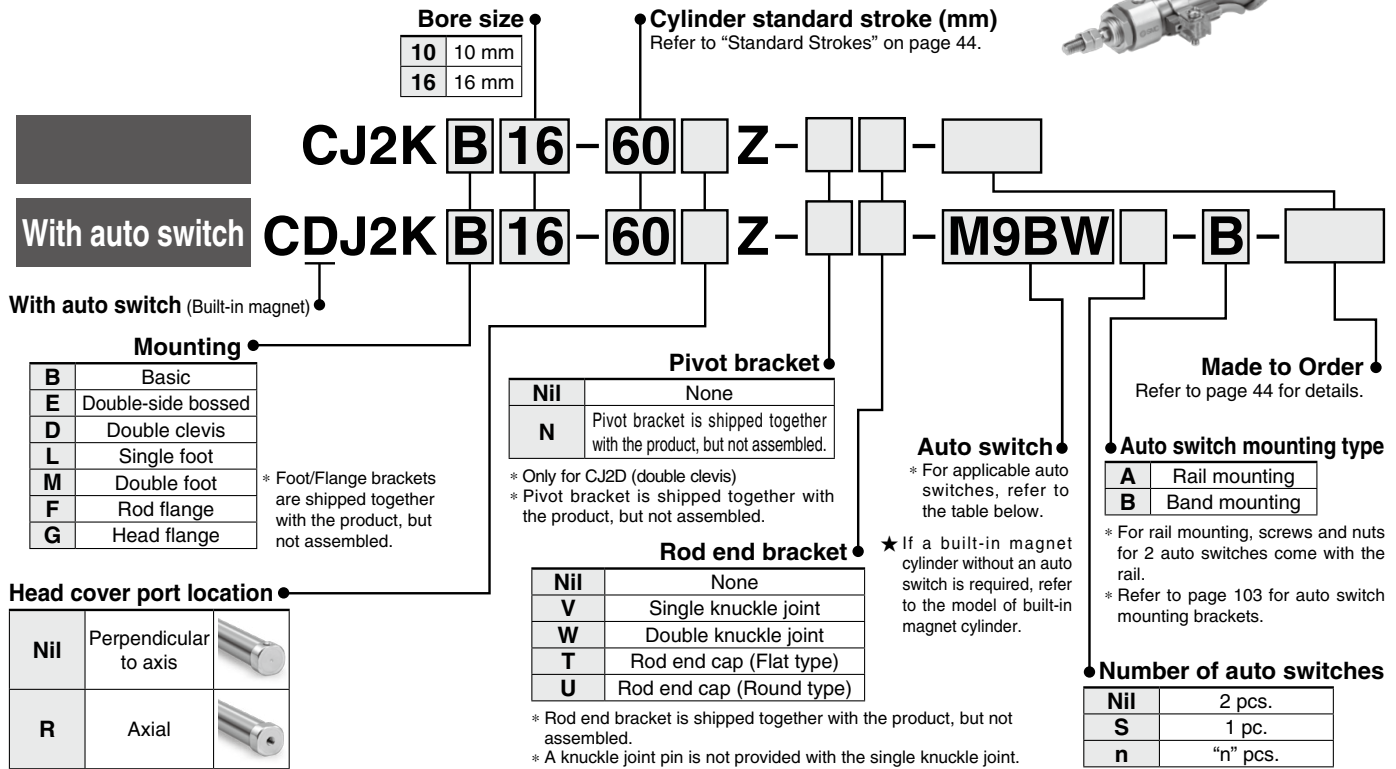 Bore size
10 10 mm
16 16 mm
Cylinder standard stroke (mm)
Refer to “Standard Strokes” on page 44.
CJ2K B 16 - 60 Z -  -
With auto switch CDJ2K B 16 - 60 Z - - M9BW - B -
With auto switch (Built-in magnet)
Mounting
B Basic
E Double-side bossed
D Double clevis
L Single foot
M Double foot
F Rod flange
G Head flange
* Foot/Flange brackets
are shipped together
with the product, but
not assembled.
Head cover port location
Nil Perpendicular
to axis
R Axial
Pivot bracket
Nil None
N Pivot bracket is shipped together
with the product, but not assembled.
* Only for CJ2D (double clevis)
* Pivot bracket is shipped together with
the product, but not assembled.
Rod end bracket
Nil None
V Single knuckle joint
W Double knuckle joint
T Rod end cap (Flat type)
U Rod end cap (Round type)
* Rod end bracket is shipped together with the product, but not
assembled.
* A knuckle joint pin is not provided with the single knuckle joint.
Auto switch
* For applicable auto
switches, refer to
the table below.
★ If a built-in magnet
cylinder without an auto
switch is required, refer
to the model of built-in
magnet cylinder.
Made to Order
Refer to page 44 for details.
Auto switch mounting type
A Rail mounting
B Band mounting
* For rail mounting, screws and nuts
for 2 auto switches come with the
rail.
* Refer to page 103 for auto switch
mounting brackets.
Number of auto switches
Nil 2 pcs.
S 1 pc.
n “n” pcs.